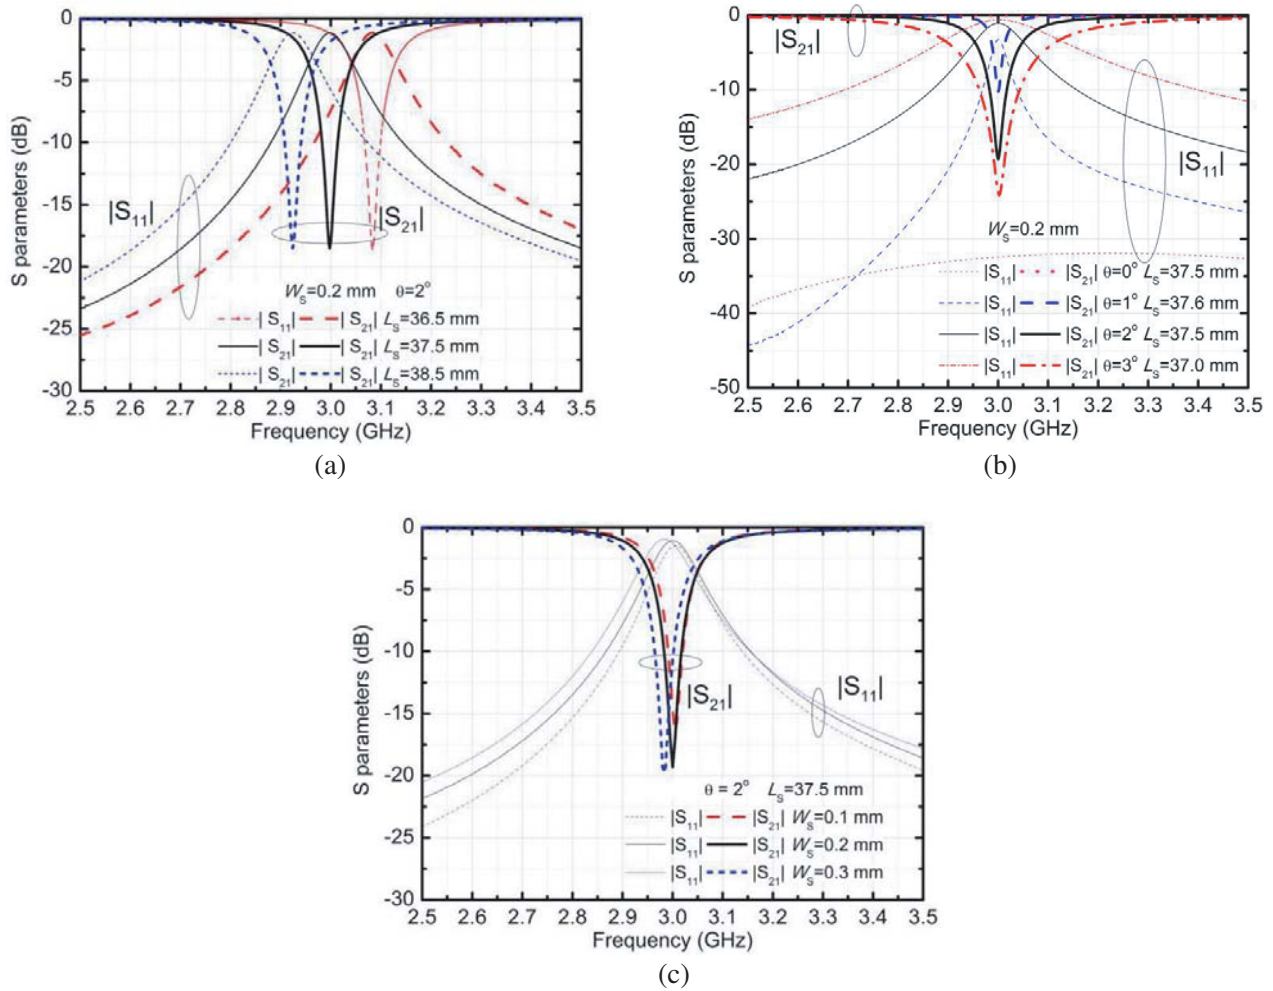 0
-5
-10
-15
-20
-25
-30
S parameters (dB)
|S11|
|S21|
WS=0.2 mm θ=2°
| S11| | S21| LS=36.5 mm
| S21| | S21| LS=37.5 mm
| S21| | S21| LS=38.5 mm
2.5 2.6 2.7 2.8 2.9 3.0 3.1 3.2 3.3 3.4 3.5
Frequency (GHz)
(a)
0
-10
-20
-30
-40
-50
S parameters (dB)
|S21|
|S11|
WS=0.2 mm
|S11| |S21| θ=0° LS=37.5 mm
|S11| |S21| θ=1° LS=37.6 mm
|S11| |S21| θ=2° LS=37.5 mm
|S11| |S21| θ=3° LS=37.0 mm
2.5 2.6 2.7 2.8 2.9 3.0 3.1 3.2 3.3 3.4 3.5
Frequency (GHz)
(b)
0
-5
-10
-15
-20
-25
-30
S parameters (dB)
|S21|
|S11|
θ = 2° LS=37.5 mm
|S11| |S21| WS=0.1 mm
|S11| |S21| WS=0.2 mm
|S11| |S21| WS=0.3 mm
2.5 2.6 2.7 2.8 2.9 3.0 3.1 3.2 3.3 3.4 3.5
Frequency (GHz)
(c)